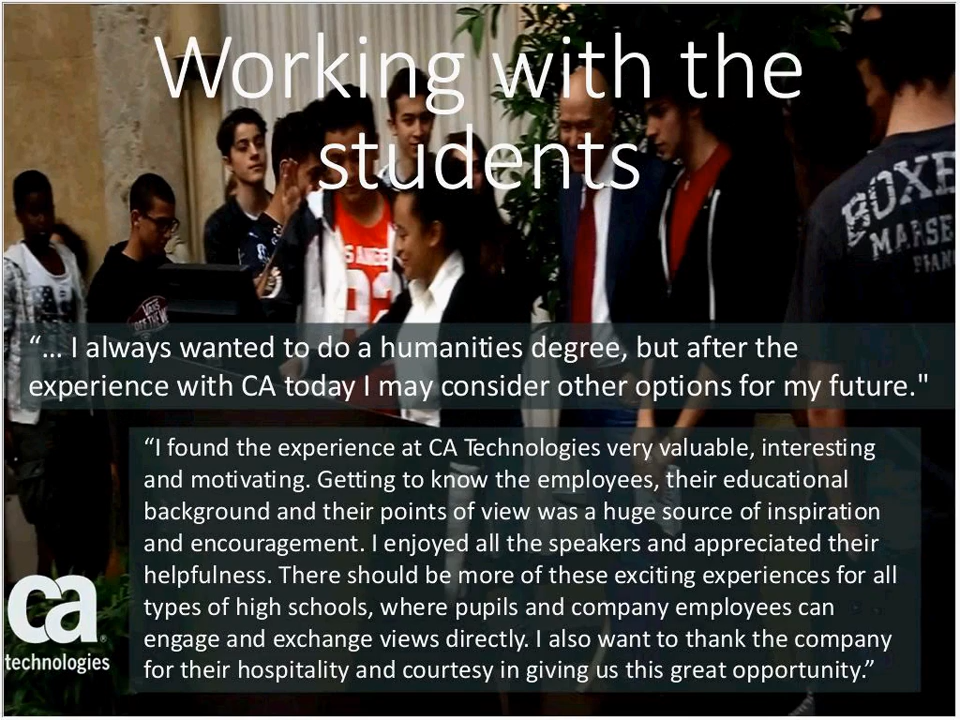 Working with the
students
S ANGE
BOXE
MARSE
FRANC
VANS
“… I always wanted to do a humanities degree, but after the
experience with CA today I may consider other options for my future."
“I found the experience at CA Technologies very valuable, interesting
and motivating. Getting to know the employees, their educational
background and their points of view was a huge source of inspiration
and encouragement. I enjoyed all the speakers and appreciated their
helpfulness. There should be more of these exciting experiences for all
types of high schools, where pupils and company employees can
engage and exchange views directly. I also want to thank the company
for their hospitality and courtesy in giving us this great opportunity.”
ca
technologies